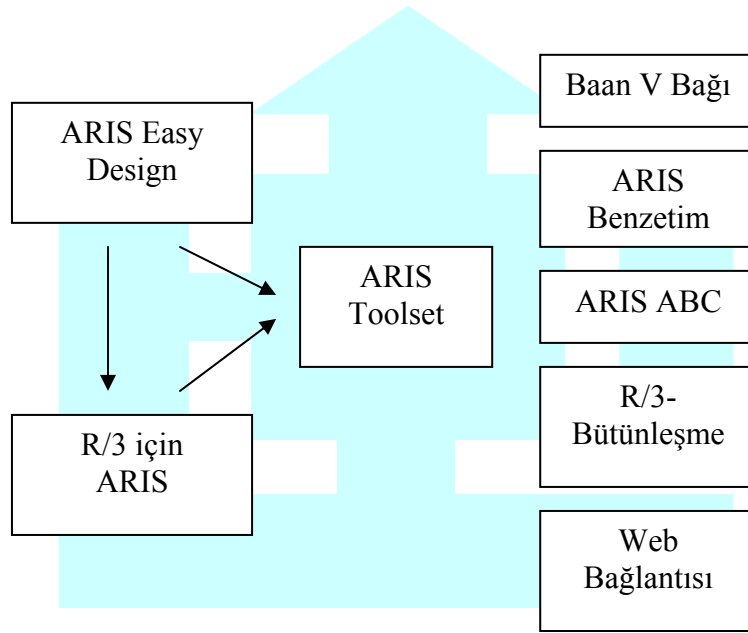 ARIS Easy
Design
R/3 için
ARIS
ARIS
Toolset
Baan V Bağı
ARIS
Benzetim
ARIS ABC
R/3-
Bütünleşme
Web
Bağlantısı